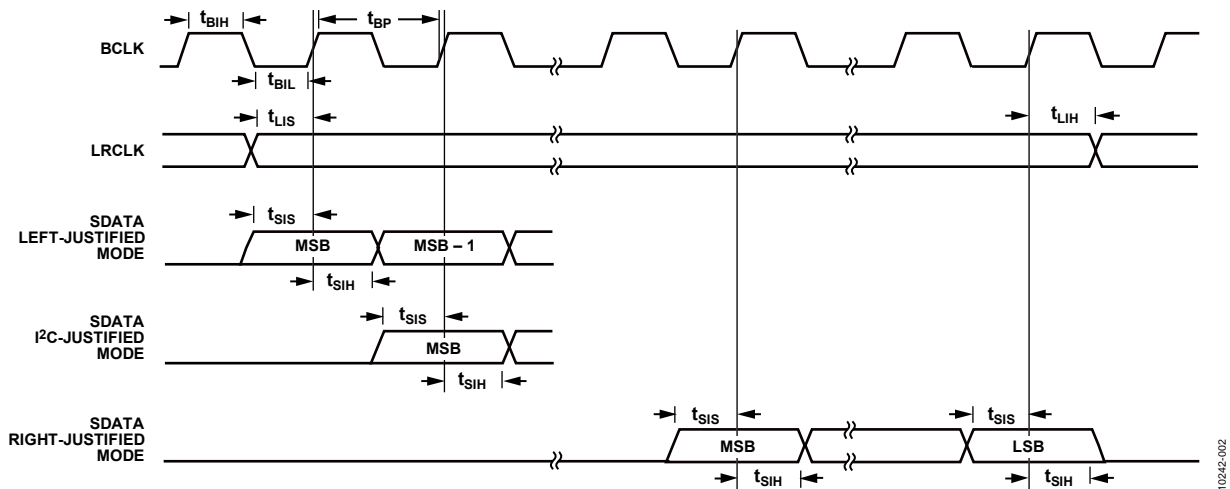 tBIH
tBP
BCLK
tBIL
tLIS
tLIH
LRCLK
SDATA
LEFT-JUSTIFIED
MODE
tSIS
MSB
MSB – 1
tSIH
SDATA
I2C-JUSTIFIED
MODE
tSIS
MSB
tSIH
SDATA
RIGHT-JUSTIFIED
MODE
tSIS
tSIS
MSB
LSB
tSIH
tSIH
10242-002